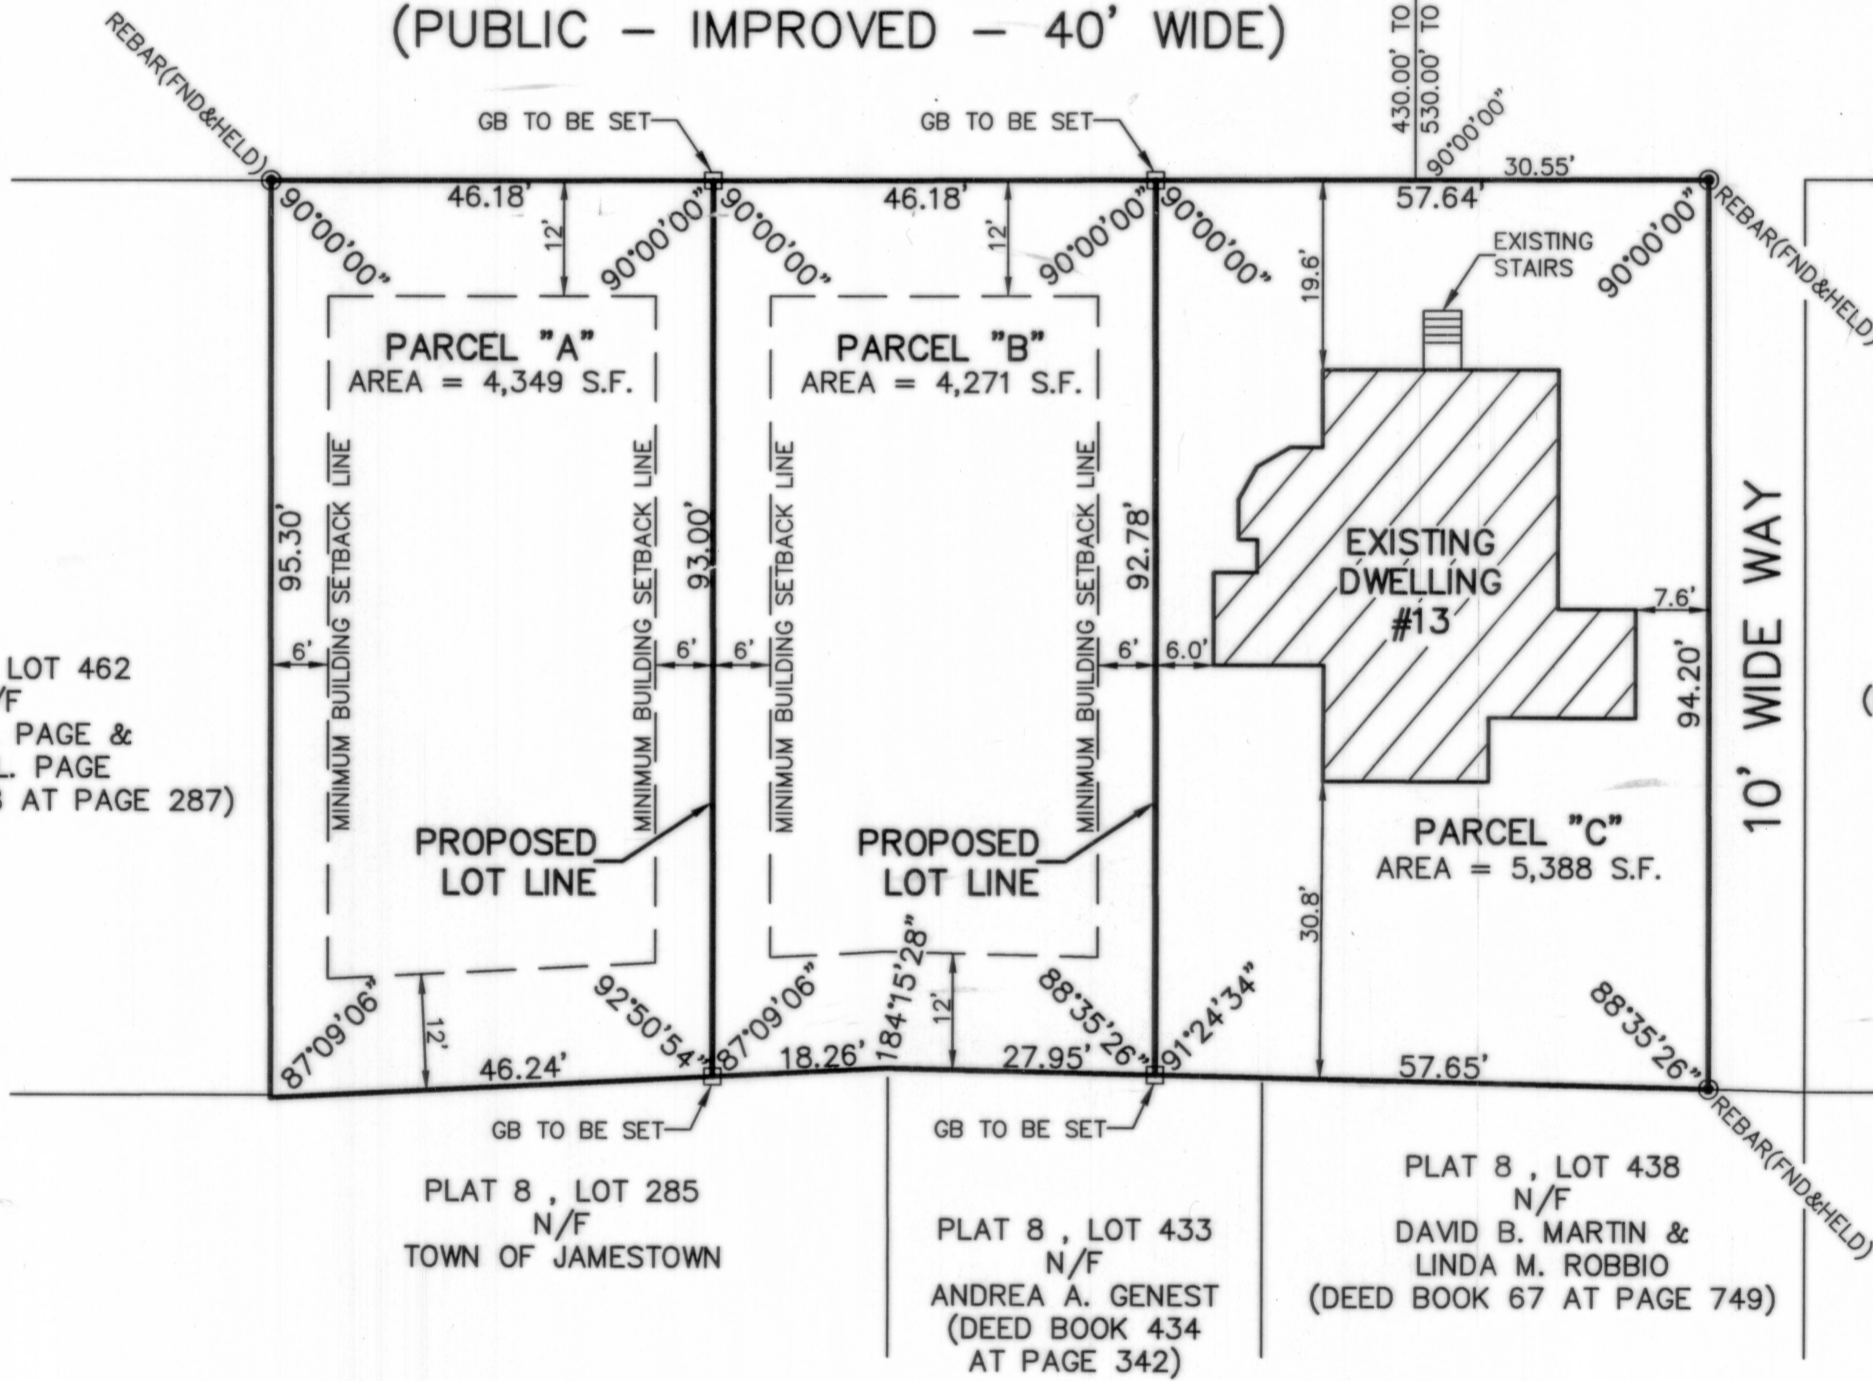 (PUBLIC - IMPROVED - 40' WIDE)
430.00' TO
530.00' TO
90°00'00"
REBAR(FND&HELD)
GB TO BE SET
GB TO BE SET
30.55'
46.18'
46.18'
57.64'
REBAR(FND&HELD)
90°00'00"
90°00'00"
90°00'00"
90°00'00"
90°00'00"
90°00'00"
12'
12'
19.6'
EXISTING
STAIRS
PARCEL "A"
AREA = 4,349 S.F.
PARCEL "B"
AREA = 4,271 S.F.
95.30'
MINIMUM BUILDING SETBACK LINE
MINIMUM BUILDING SETBACK LINE
93.00'
MINIMUM BUILDING SETBACK LINE
MINIMUM BUILDING SETBACK LINE
92.78'
EXISTING
DWELLING
#13
7.6'
94.20'
10' WIDE WAY
(
6'
6'
6'
6'
6.0'
LOT 462
/F
PAGE &
L. PAGE
AT PAGE 287)
PROPOSED
LOT LINE
PROPOSED
LOT LINE
PARCEL "C"
AREA = 5,388 S.F.
30.8'
87°09'06"
12'
46.24'
92°50'54"
87°09'06"
18.26'
184°15'28"
12'
27.95'
88°35'26"
91°24'34"
57.65'
88°35'26"
REBAR(FND&HELD)
GB TO BE SET
GB TO BE SET
PLAT 8 , LOT 285
N/F
TOWN OF JAMESTOWN
PLAT 8 , LOT 433
N/F
ANDREA A. GENEST
(DEED BOOK 434
AT PAGE 342)
PLAT 8 , LOT 438
N/F
DAVID B. MARTIN &
LINDA M. ROBBIO
(DEED BOOK 67 AT PAGE 749)